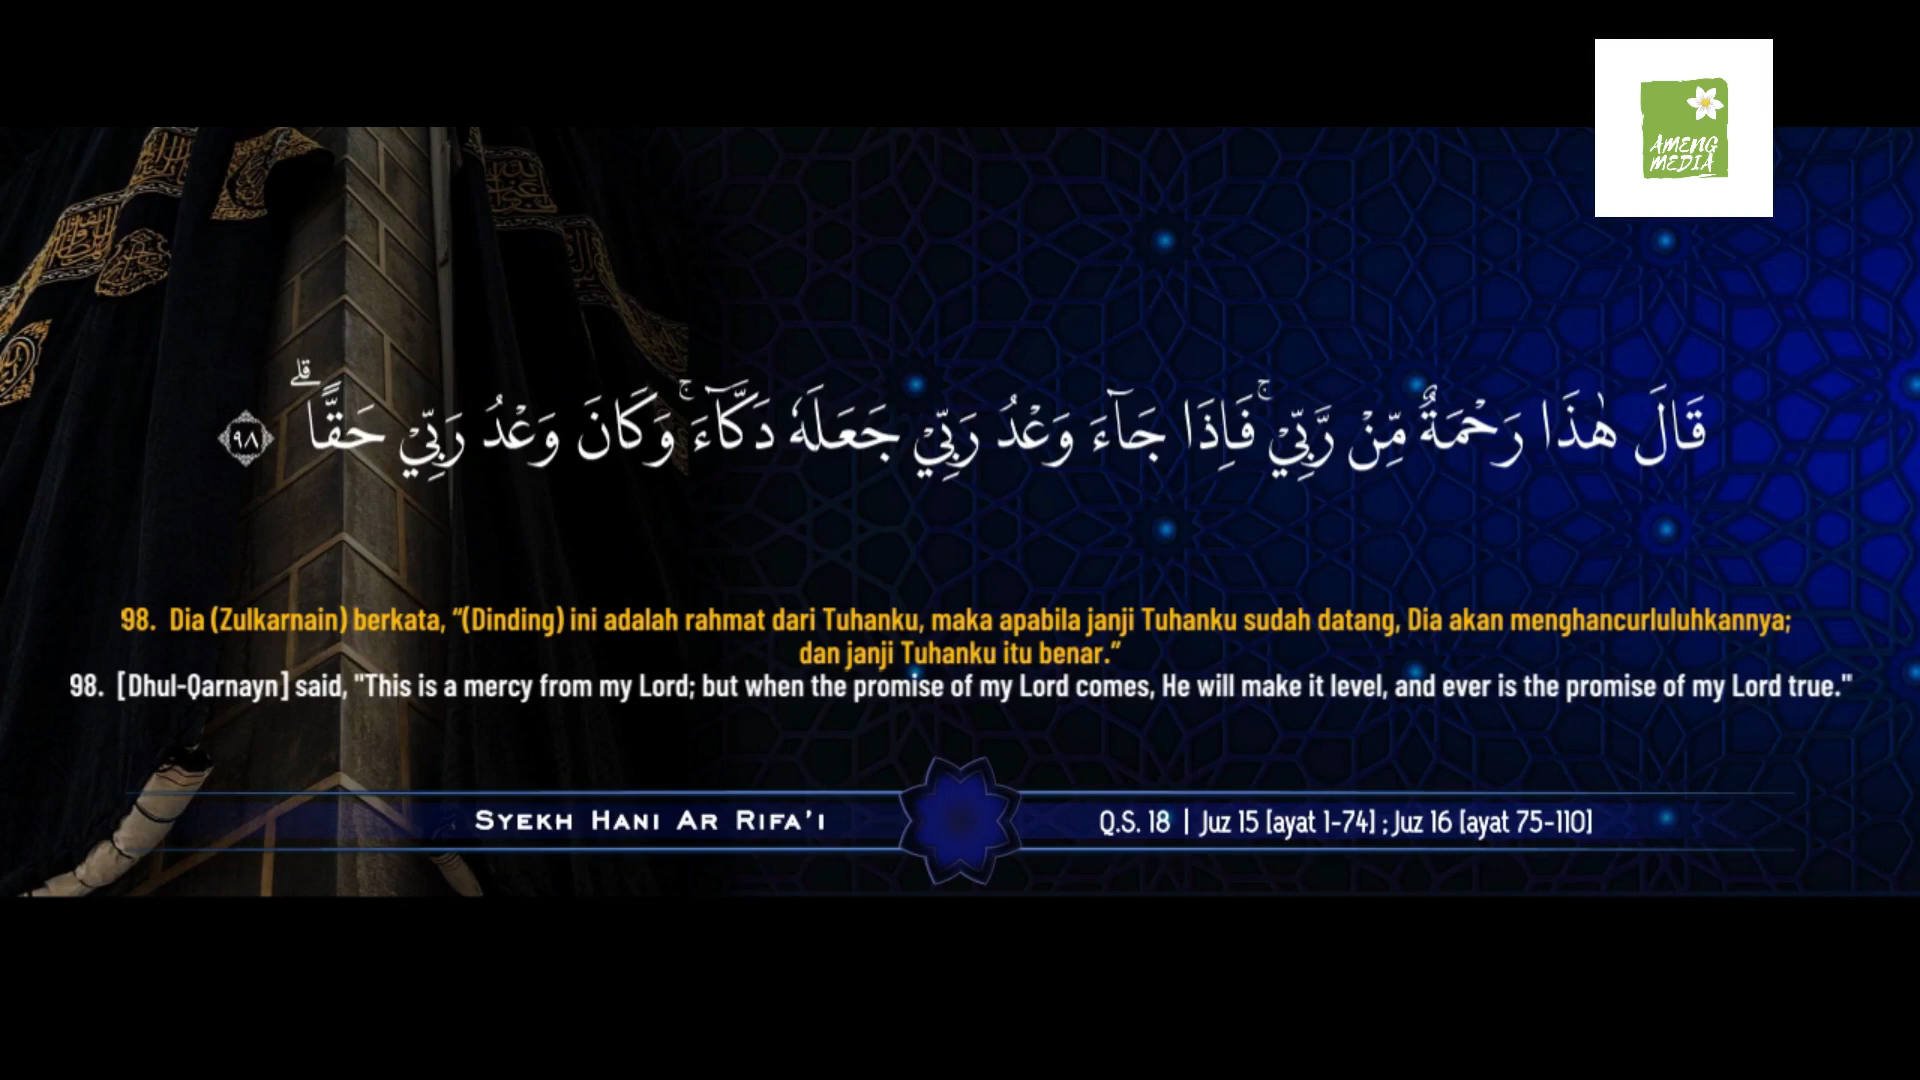 AMENG
MEDIA
قَالَ هٰذَا رَحْمَةٌ مِّنْ رَّبِّيْۚ فَاِذَا جَاۤءَ وَعْدُ رَبِّيْ جَعَلَهٗ دَكَّاۤءَۚ وَكَانَ وَعْدُ رَبِّيْ حَقًّاۗ ٩٨
98. Dia (Zulkarnain) berkata, “(Dinding) ini adalah rahmat dari Tuhanku, maka apabila janji Tuhanku sudah datang, Dia akan menghancurluluhkannya;
dan janji Tuhanku itu benar.”
98. [Dhul-Qarnayn] said, "This is a mercy from my Lord; but when the promise of my Lord comes, He will make it level, and ever is the promise of my Lord true."
Syekh Hani Ar Rifa'i
Q.S. 18 | Juz 15 [ayat 1-74] ; Juz 16 [ayat 75-110]